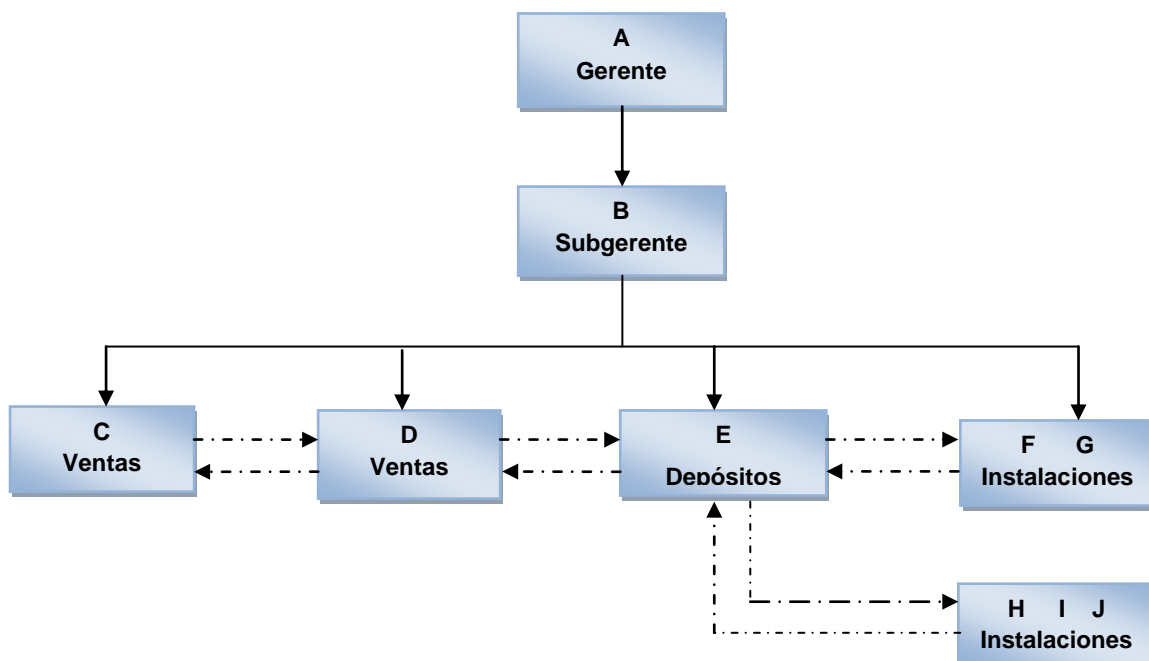 A
Gerente
B
Subgerente
C
Ventas
D
Ventas
E
Depósitos
F G
Instalaciones
H I J
Instalaciones